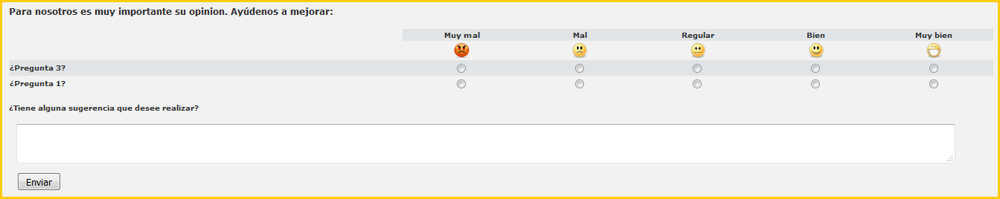 Para nosotros es muy importante su opinion. Ayúdenos a mejorar:
Muy mal Mal Regular Bien Muy bien
¿Pregunta 3?
¿Pregunta 1?
¿Tiene alguna sugerencia que desee realizar?
Enviar